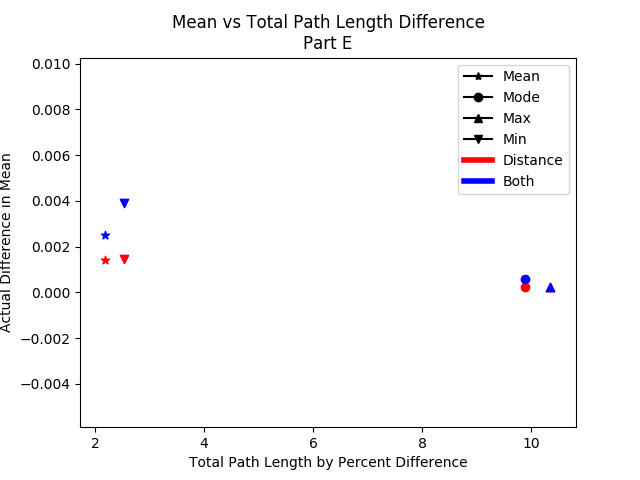 Mean vs Total Path Length Difference
Part E
0.010
0.008
0.006
0.004
0.002
0.000
−0.002
−0.004
Actual Difference in Mean
Mean
Mode
Max
Min
Distance
Both
2 4 6 8 10
Total Path Length by Percent Difference